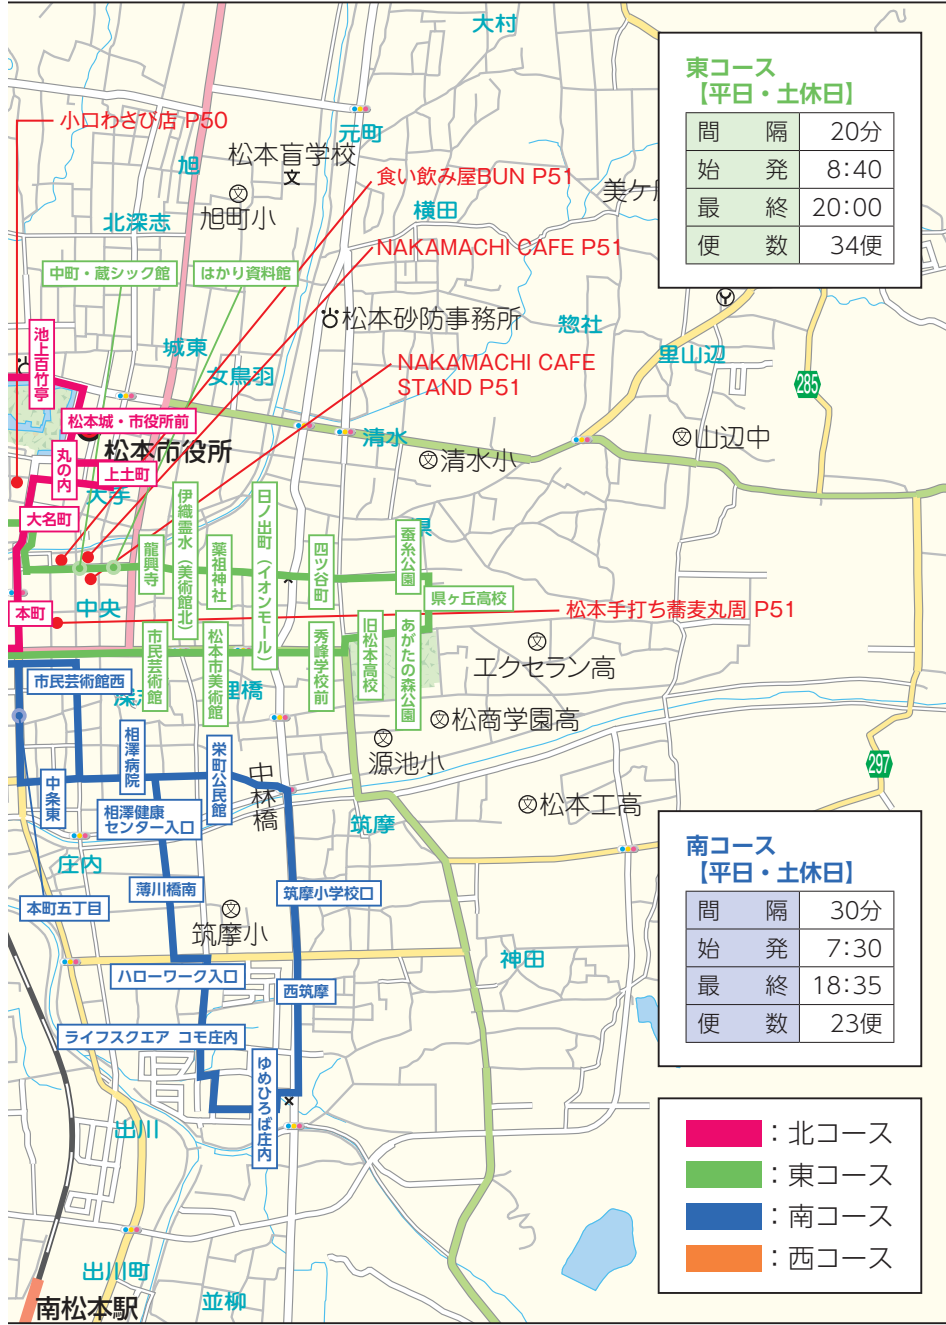 大村
小口わさび店 P50
元町
旭
松本盲学校
文
食い飲み屋BUN P51
美ケ
文
旭町小
横田
北深志
NAKAMACHI CAFE P51
中町・蔵シック館
はかり資料館
松本砂防事務所
惣社
池上百竹亭
城東
里山辺
女鳥羽
NAKAMACHI CAFE
STAND P51
285
松本城・市役所前
松本市役所
清水
文
山辺中
文
清水小
丸の内
上土町
大手
大名町
伊織霊水（美術館北）
日ノ出町（イオンモール）
県
龍興寺
薬祖神社
四ツ谷町
蚕糸公園
県ヶ丘高校
中央
本町
松本手打ち蕎麦丸周 P51
市民芸術館
松本市美術館
秀峰学校前
旧松本高校
あがたの森公園
文
エクセラン高
市民芸術館西
深志
埋橋
文
松商学園高
文
源池小
相澤病院
栄町公民館
中林橋
297
中条東
文
松本工高
相澤健康
センター入口
筑摩
庄内
薄川橋南
筑摩小学校口
本町五丁目
文
筑摩小
神田
ハローワーク入口
西筑摩
ライフスクエア コモ庄内
ゆめひろば庄内
出川
出川町
並柳
南松本駅
東コース
【平日・土休日】
間隔 20分
始発 8:40
最終 20:00
便数 34便
南コース
【平日・土休日】
間隔 30分
始発 7:30
最終 18:35
便数 23便
：北コース
：東コース
：南コース
：西コース